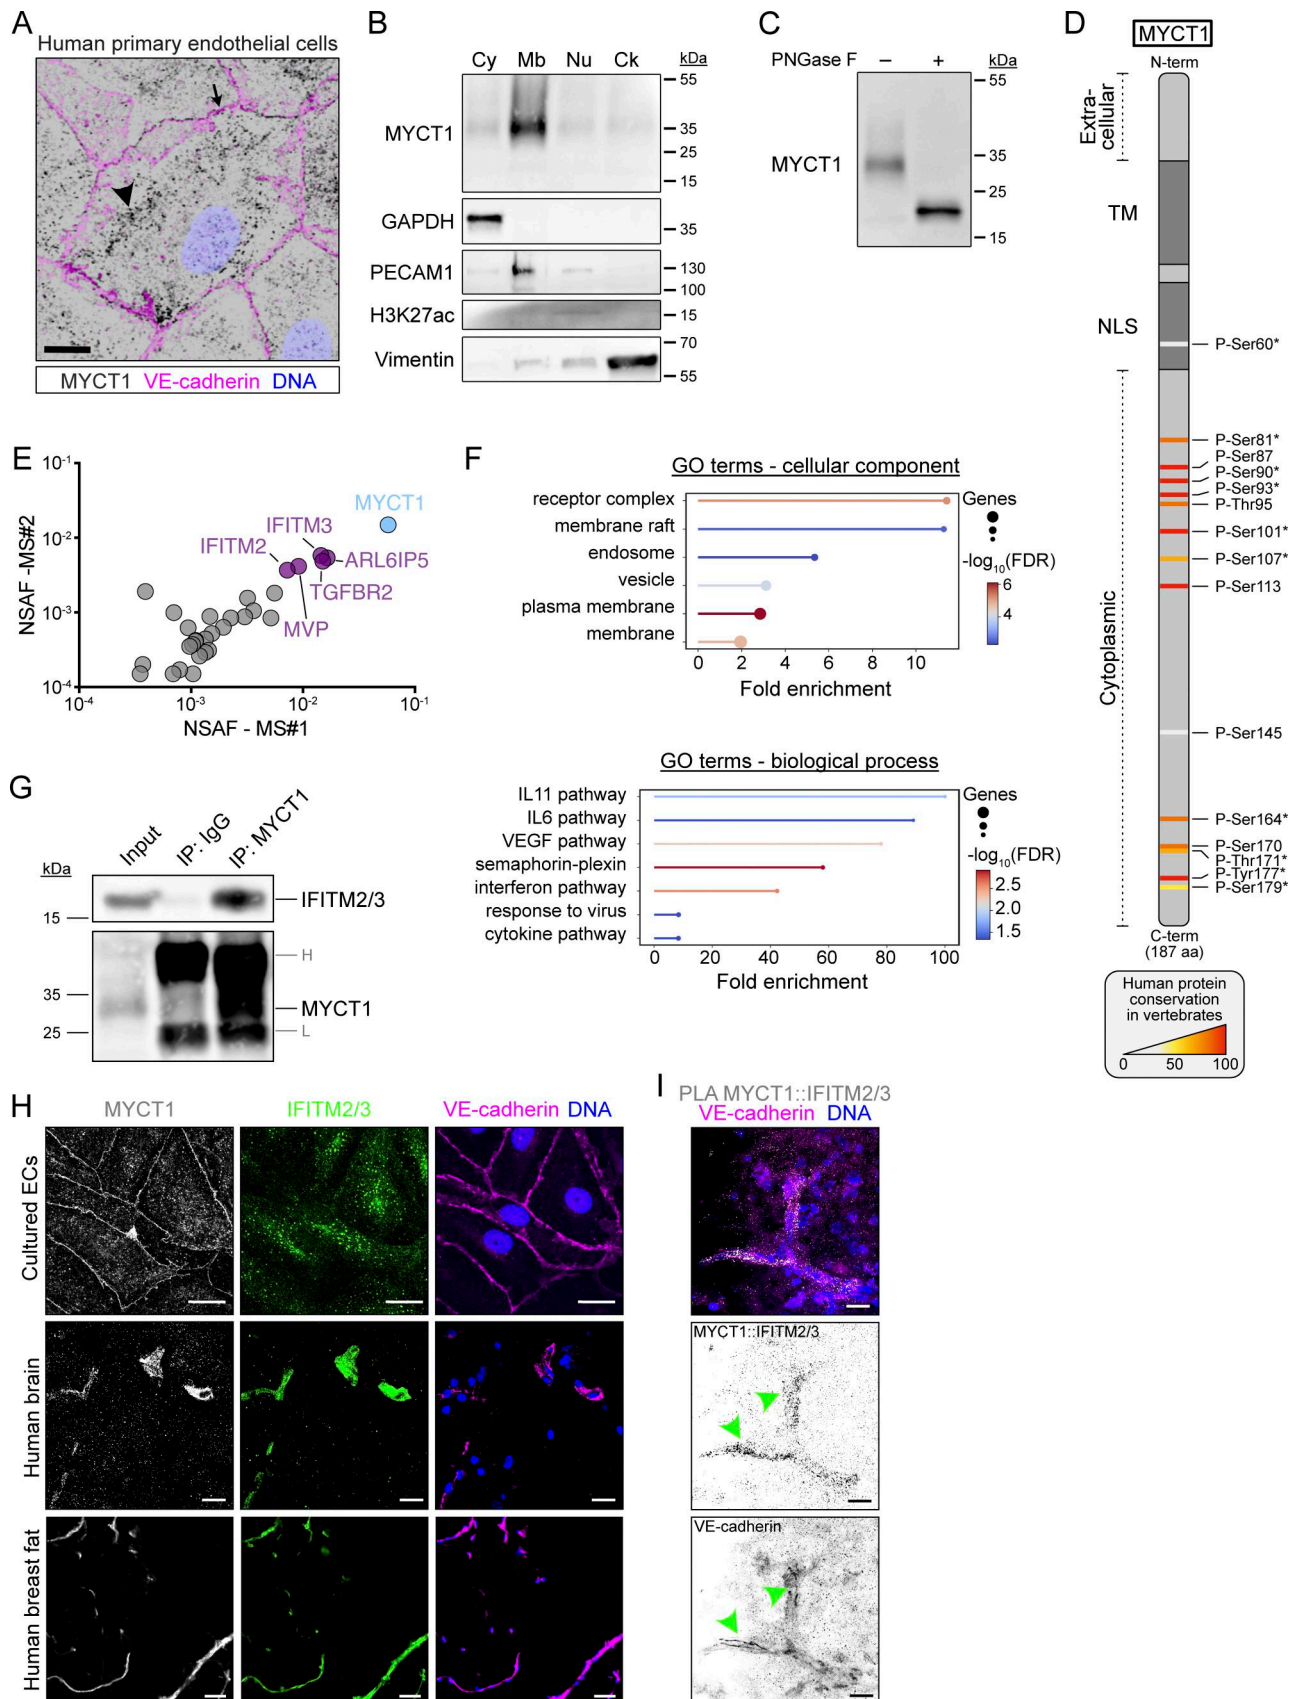 A
Human primary endothelial cells
MYCT1 VE-cadherin DNA
B
Cy Mb Nu Ck
kDa
MYCT1
55
35
25
15
GAPDH
35
PECAM1
130
100
H3K27ac
15
Vimentin
70
55
C
PNGase F − +
kDa
MYCT1
55
35
25
15
D
MYCT1
N-term
Extra-
cellular
TM
NLS
Cytoplasmic
P-Ser60*
P-Ser81*
P-Ser87
P-Ser90*
P-Ser93*
P-Thr95
P-Ser101*
P-Ser107*
P-Ser113
P-Ser145
P-Ser164*
P-Ser170
P-Thr171*
P-Tyr177*
P-Ser179*
C-term
(187 aa)
Human protein
conservation
in vertebrates
0 50 100
E
NSAF -MS#2
10-1
10-2
10-3
10-4
MYCT1
IFITM3
IFITM2
ARL6IP5
TGFBR2
MVP
10-4 10-3 10-2 10-1
NSAF - MS#1
F
GO terms - cellular component
receptor complex
membrane raft
endosome
vesicle
plasma membrane
membrane
0 2 4 6 8 10
Fold enrichment
Genes
-log10(FDR)
6
4
GO terms - biological process
IL11 pathway
IL6 pathway
VEGF pathway
semaphorin-plexin
interferon pathway
response to virus
cytokine pathway
0 20 40 60 80 100
Fold enrichment
Genes
-log10(FDR)
2.5
2.0
1.5
G
Input
IP: IgG
IP: MYCT1
kDa
15
IFITM2/3
H
35
MYCT1
25
L
H
MYCT1
IFITM2/3
VE-cadherin DNA
Cultured ECs
Human brain
Human breast fat
I
PLA MYCT1::IFITM2/3
VE-cadherin DNA
MYCT1::IFITM2/3
VE-cadherin